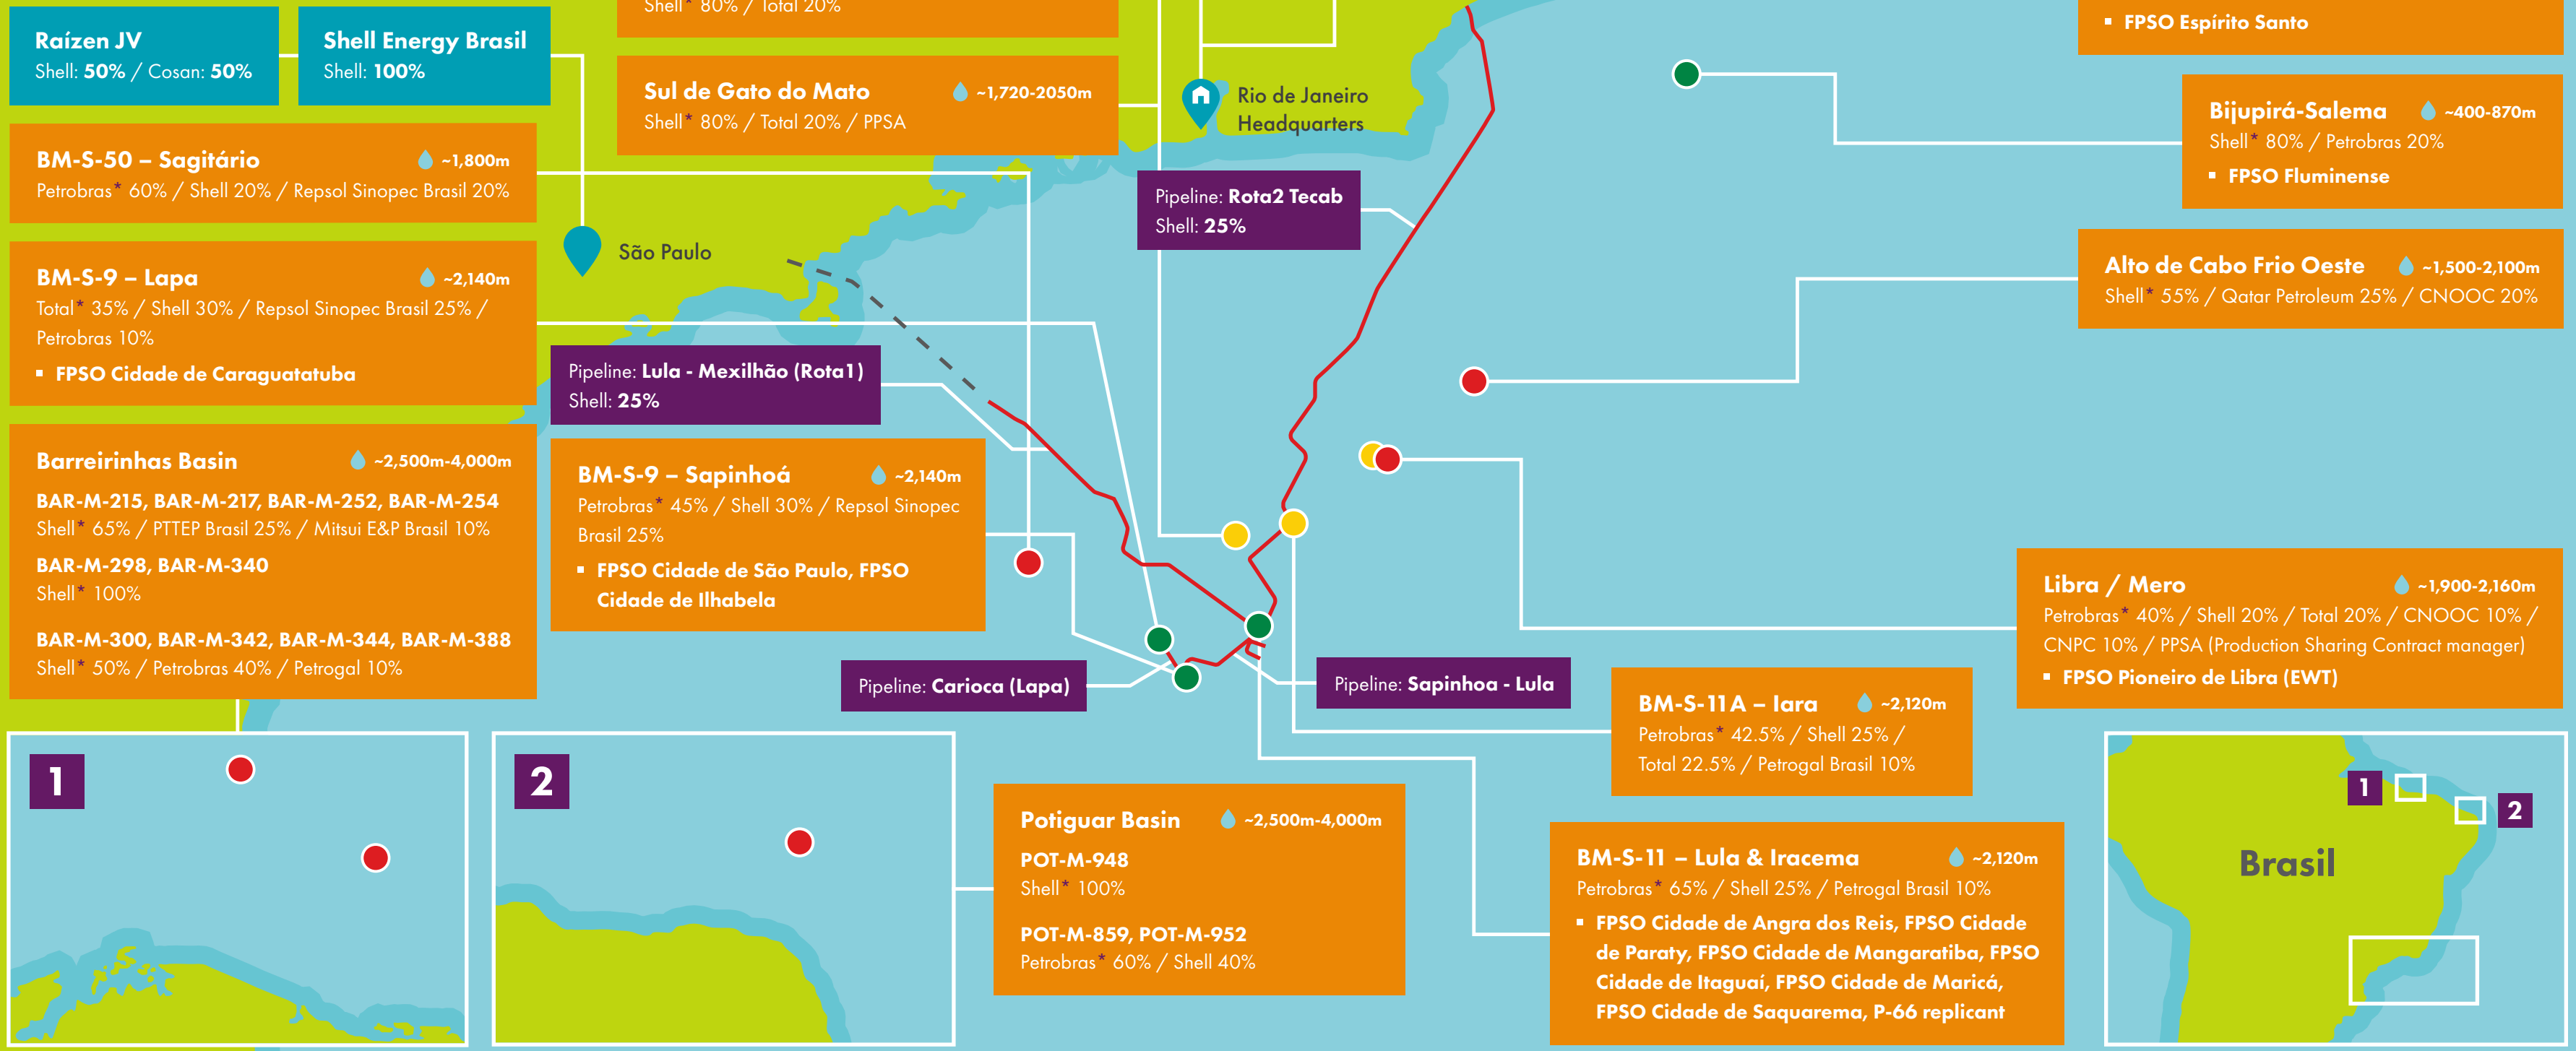 Raízen JV
Shell: 50% / Cosan: 50%
Shell Energy Brasil
Shell: 100%
Shell* 80% / Total 20%
Sul de Gato do Mato ~1,720-2050m
Shell* 80% / Total 20% / PPSA
Rio de Janeiro
Headquarters
FPSO Espírito Santo
Bijupirá-Salema ~400-870m
Shell* 80% / Petrobras 20%
FPSO Fluminense
BM-S-50 – Sagitário ~1,800m
Petrobras* 60% / Shell 20% / Repsol Sinopec Brasil 20%
São Paulo
Pipeline: Rota2 Tecab
Shell: 25%
Alto de Cabo Frio Oeste ~1,500-2,100m
Shell* 55% / Qatar Petroleum 25% / CNOOC 20%
BM-S-9 – Lapa ~2,140m
Total* 35% / Shell 30% / Repsol Sinopec Brasil 25% /
Petrobras 10%
FPSO Cidade de Caraguatatuba
Pipeline: Lula - Mexilhão (Rota1)
Shell: 25%
Barreirinhas Basin ~2,500m-4,000m
BAR-M-215, BAR-M-217, BAR-M-252, BAR-M-254
Shell* 65% / PTTEP Brasil 25% / Mitsui E&P Brasil 10%
BAR-M-298, BAR-M-340
Shell* 100%
BAR-M-300, BAR-M-342, BAR-M-344, BAR-M-388
Shell* 50% / Petrobras 40% / Petrogal 10%
BM-S-9 – Sapinhoá ~2,140m
Petrobras* 45% / Shell 30% / Repsol Sinopec
Brasil 25%
FPSO Cidade de São Paulo, FPSO
Cidade de Ilhabela
Pipeline: Carioca (Lapa)
Pipeline: Sapinhoa - Lula
Libra / Mero ~1,900-2,160m
Petrobras* 40% / Shell 20% / Total 20% / CNOOC 10% /
CNPC 10% / PPSA (Production Sharing Contract manager)
FPSO Pioneiro de Libra (EWT)
BM-S-11A – Iara ~2,120m
Petrobras* 42.5% / Shell 25% /
Total 22.5% / Petrogal Brasil 10%
1
2
Potiguar Basin ~2,500m-4,000m
POT-M-948
Shell* 100%
POT-M-859, POT-M-952
Petrobras* 60% / Shell 40%
BM-S-11 – Lula & Iracema ~2,120m
Petrobras* 65% / Shell 25% / Petrogal Brasil 10%
FPSO Cidade de Angra dos Reis, FPSO Cidade
de Paraty, FPSO Cidade de Mangaratiba, FPSO
Cidade de Itaguaí, FPSO Cidade de Maricá,
FPSO Cidade de Saquarema, P-66 replicant
1
2
Brasil